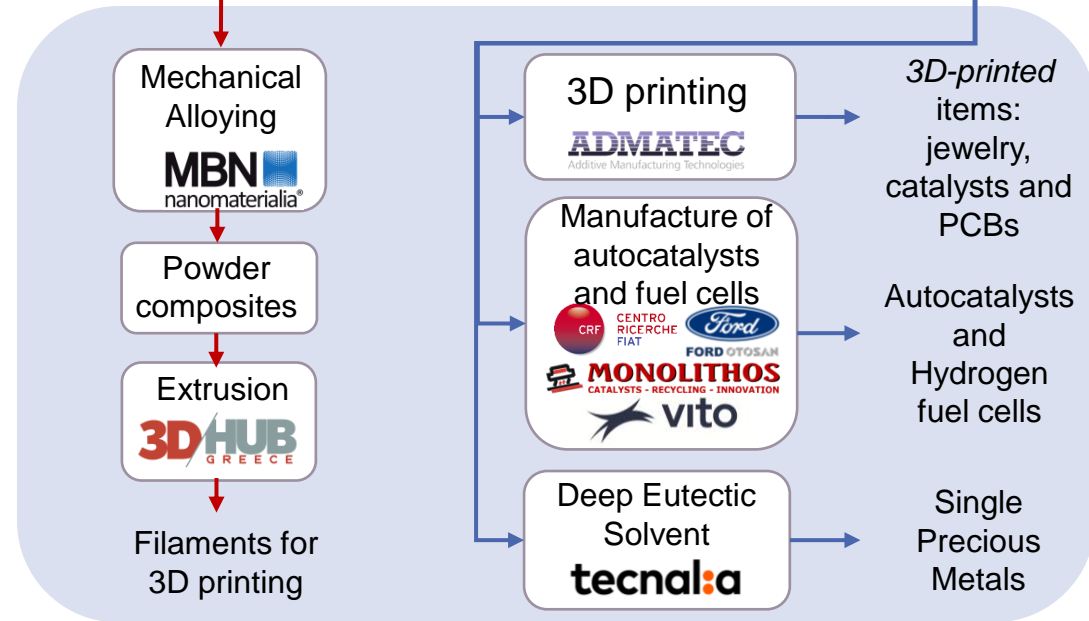 Mechanical
Alloying
MBN
nanomaterialia®
Powder
composites
Extrusion
3D/HUB
GREECE
Filaments for
3D printing
3D printing
ADMATEC
Additive Manufacturing Technologies
Manufacture of
autocatalysts
and fuel cells
CRF
CENTRO
RICERCHE
FIAT
Ford
FORD OTOSAN
MONOLITHOS
CATALYSTS - RECYCLING - INNOVATION
vito
Deep Eutectic
Solvent
tecnalia
3D-printed
items:
jewelry,
catalysts and
PCBs
Autocatalysts
and
Hydrogen
fuel cells
Single
Precious
Metals